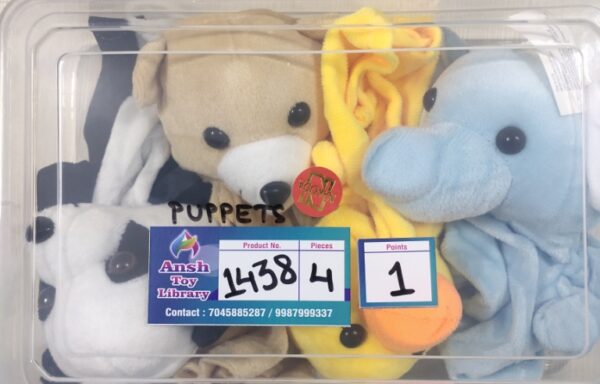 PUPPETS
Ansh
Toy
Library
Product No.
1438
Pieces
4
Points
1
Contact : 7045885287 / 9987999337